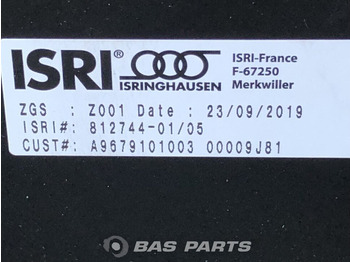 ISRI®
ISRINGHAUSEN
ISRI-France
F-67250
Merkwiller
ZGS : Z001 Date : 23/09/2019
ISRI#: 812744-01/05
CUST#: A9679101003 00009J81
BAS PARTS